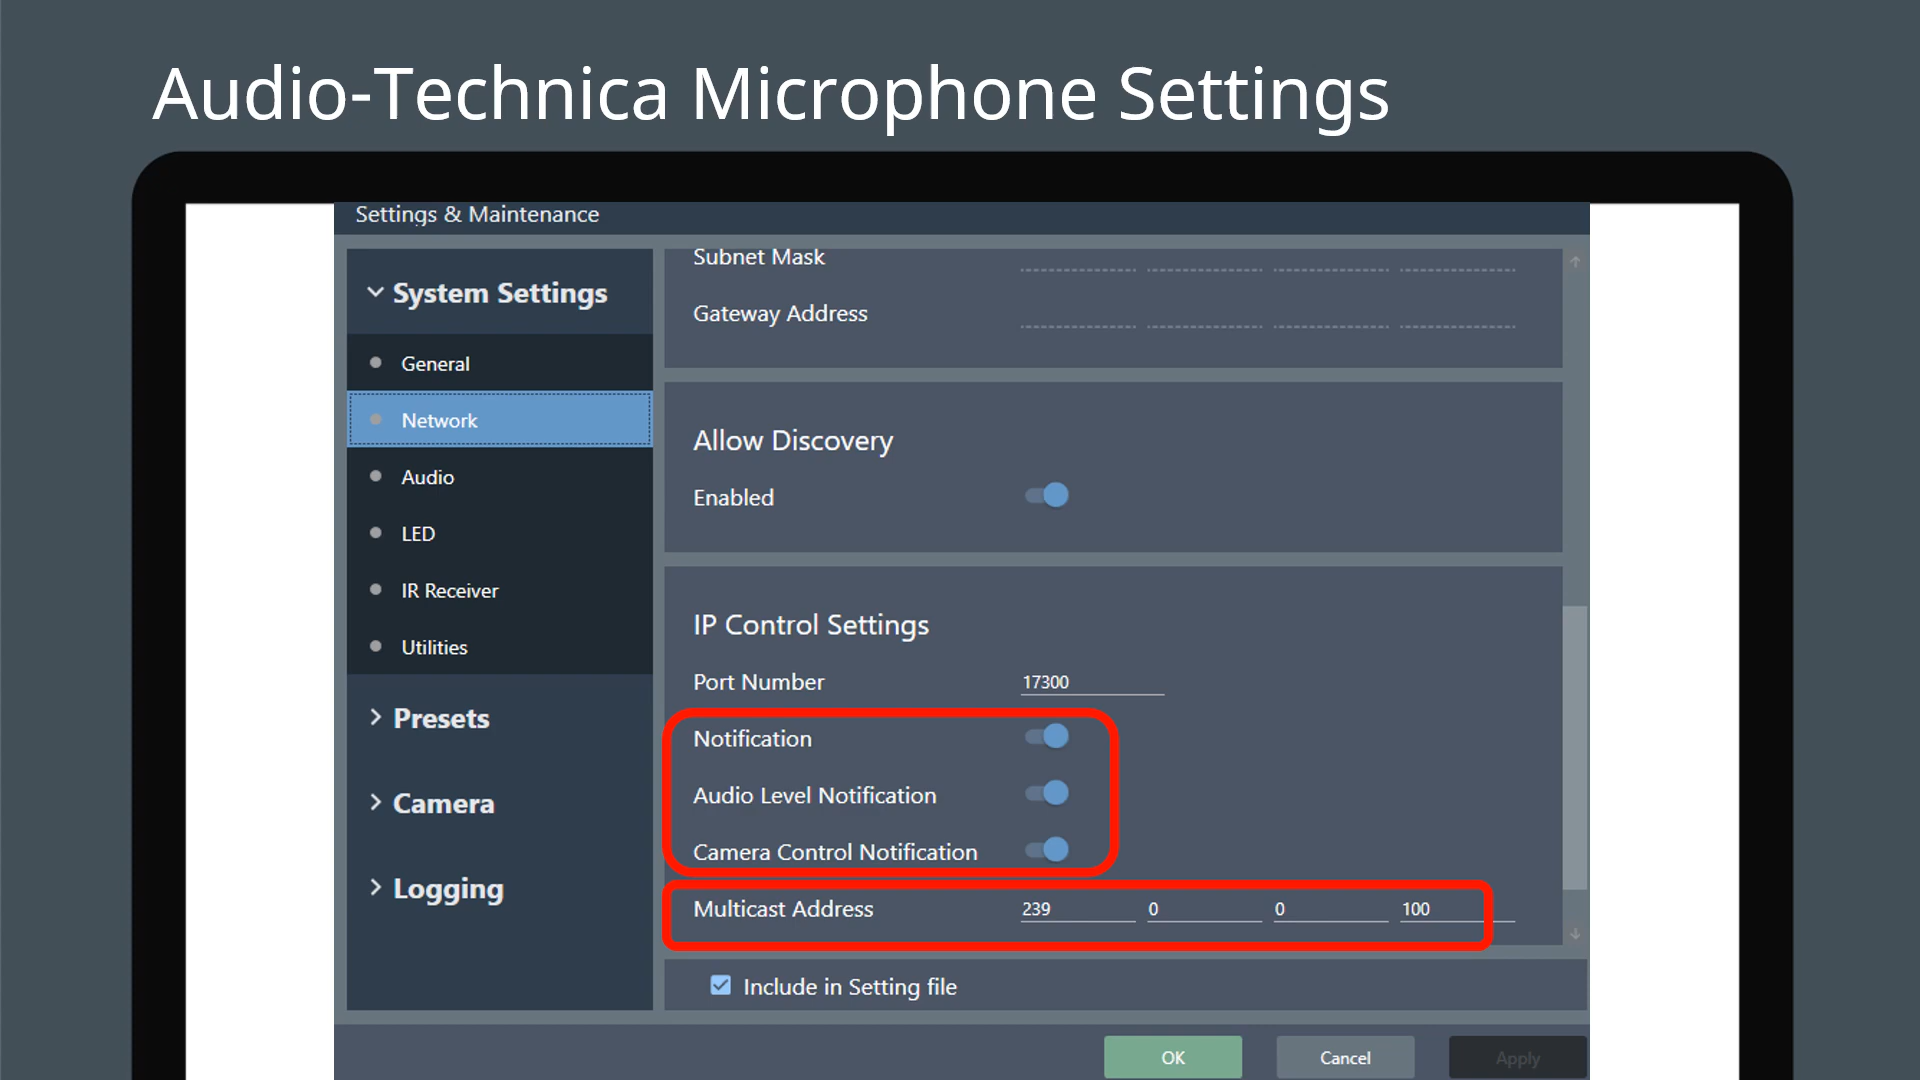 Audio-Technica Microphone Settings
Settings & Maintenance
System Settings
General
Network
Audio
LED
IR Receiver
Utilities
Presets
Camera
Logging
Subnet Mask
Gateway Address
Allow Discovery
Enabled
IP Control Settings
Port Number 17300
Notification
Audio Level Notification
Camera Control Notification
Multicast Address 239 0 0 100
Include in Setting file
OK Cancel Apply